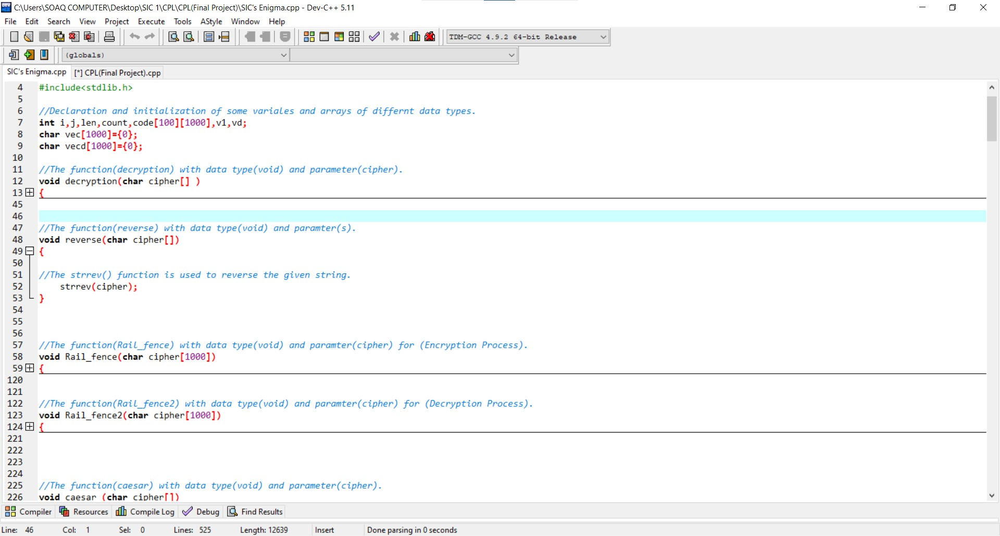 C:\Users\SOAQ COMPUTER\Desktop\SIC 1\CPL\CPL(Final Project)\SIC's Enigma.cpp - Dev-C++ 5.11
File Edit Search View Project Execute Tools AStyle Window Help
TDM-GCC 4.9.2 64-bit Release
(globals)
SIC's Enigma.cpp [*] CPL(Final Project).cpp
4 #include<stdlib.h>
5
6 //Declaration and initialization of some variales and arrays of differnt data types.
7 int i,j,len,count,code[100][1000],v1,vd;
8 char vec[1000]={0};
9 char vecd[1000]={0};
10
11 //The function(decryption) with data type(void) and parameter(cipher).
12 void decryption(char cipher[] )
13 {
45
46
47 //The function(reverse) with data type(void) and paramter(s).
48 void reverse(char cipher[])
49 {
50
51 //The strrev() function is used to reverse the given string.
52 strrev(cipher);
53 }
54
55
56
57 //The function(Rail_fence) with data type(void) and paramter(cipher) for (Encryption Process).
58 void Rail_fence(char cipher[1000])
59 {
120
121
122 //The function(Rail_fence2) with data type(void) and paramter(cipher) for (Decryption Process).
123 void Rail_fence2(char cipher[1000])
124 {
221
222
223
224
225 //The function(caesar) with data type(void) and parameter(cipher).
226 void caesar (char cipher[])
Compiler Resources Compile Log Debug Find Results
Line: 46 Col: 1 Sel: 0 Lines: 525 Length: 12639 Insert Done parsing in 0 seconds